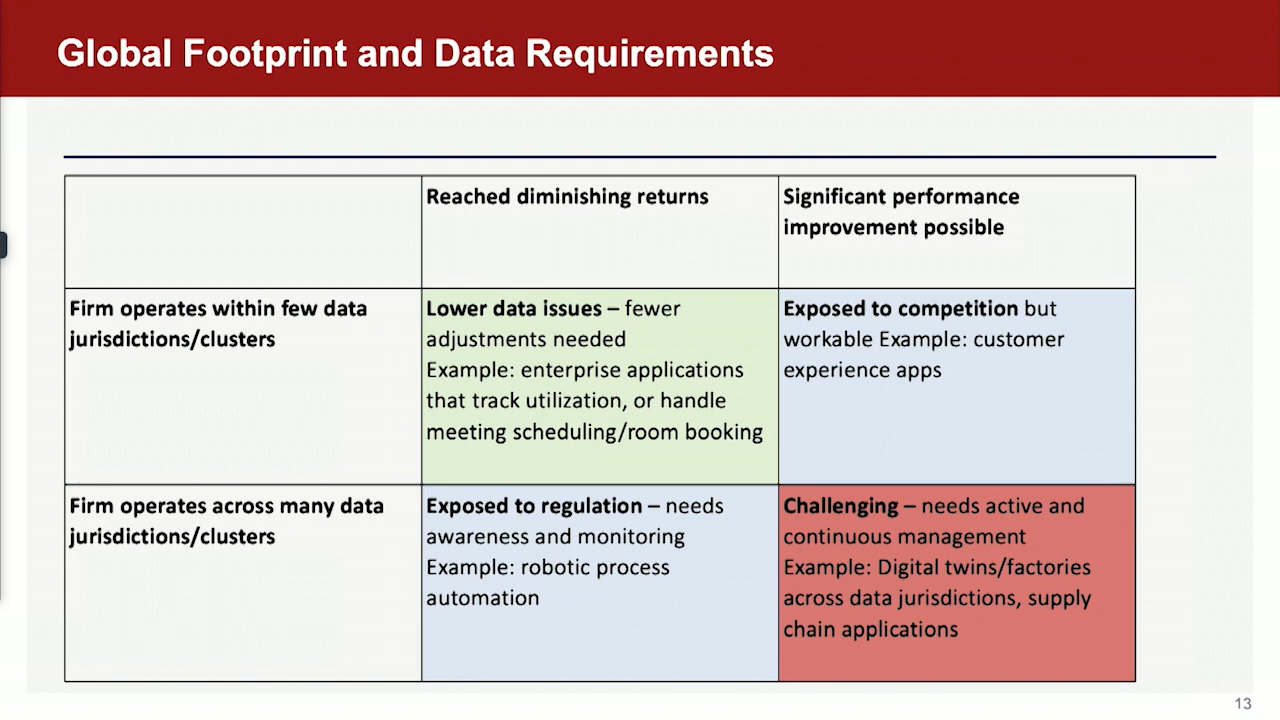 Global Footprint and Data Requirements
Reached diminishing returns
Significant performance
improvement possible
Firm operates within few data
jurisdictions/clusters
Lower data issues – fewer
adjustments needed
Example: enterprise applications
that track utilization, or handle
meeting scheduling/room booking
Exposed to competition but
workable Example: customer
experience apps
Firm operates across many data
jurisdictions/clusters
Exposed to regulation – needs
awareness and monitoring
Example: robotic process
automation
Challenging – needs active and
continuous management
Example: Digital twins/factories
across data jurisdictions, supply
chain applications
13